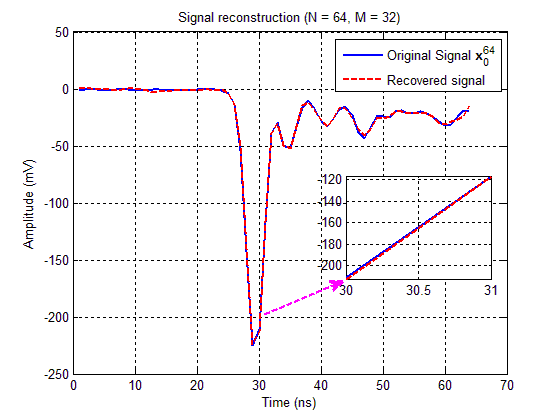 Signal reconstruction (N = 64, M = 32)
50
0
-50
-100
-150
-200
-250
Amplitude (mV)
Original Signal x₀⁶⁴
Recovered signal
-120
-140
-160
-180
-200
30 30.5 31
0 10 20 30 40 50 60 70
Time (ns)